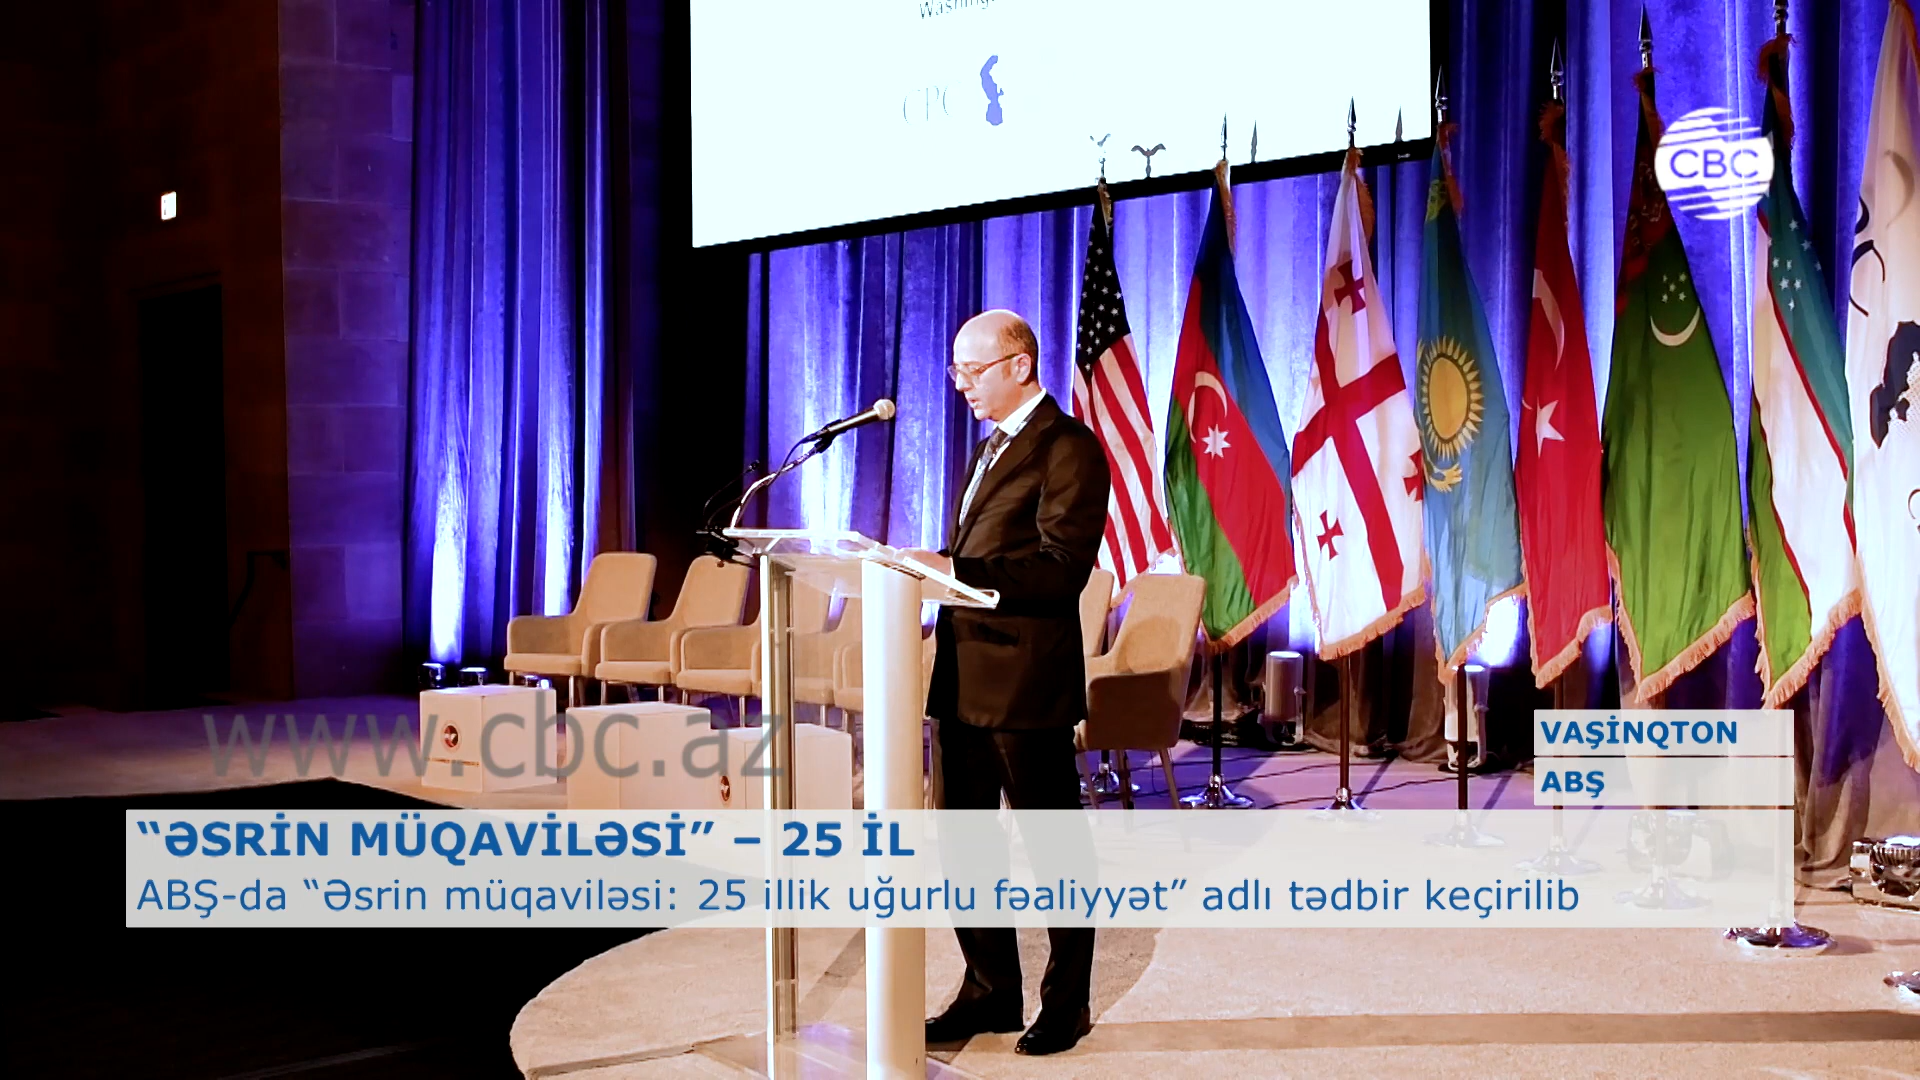 CPC
CBC
www.cbc.az
VAŞİNQTON
ABŞ
“ƏSRİN MÜQAVİLƏSİ” – 25 İL
ABŞ-da “Əsrin müqaviləsi: 25 illik uğurlu fəaliyyət” adlı tədbir keçirilib